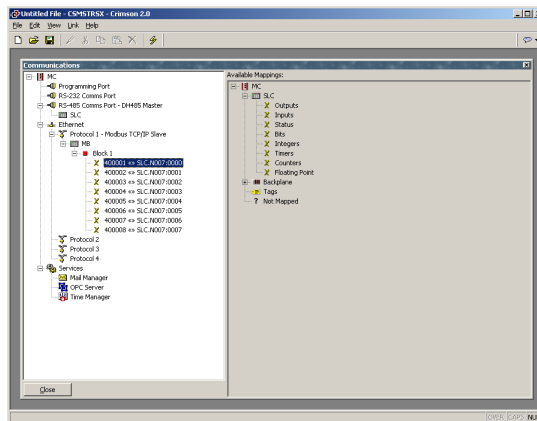 Untitled File - CSMSTRSX - Crimson 2.0
File Edit View Link Help
Communications
MC
Programming Port
RS-232 Comms Port
RS-485 Comms Port - DH485 Master
SLC
Ethernet
Protocol 1 - Modbus TCP/IP Slave
MB
Block 1
400001 <=> SLC.N007:0000
400002 <=> SLC.N007:0001
400003 <=> SLC.N007:0002
400004 <=> SLC.N007:0003
400005 <=> SLC.N007:0004
400006 <=> SLC.N007:0005
400007 <=> SLC.N007:0006
400008 <=> SLC.N007:0007
Protocol 2
Protocol 3
Protocol 4
Services
Mail Manager
OPC Server
Time Manager
Close
Available Mappings:
MC
SLC
Outputs
Inputs
Status
Bits
Integers
Timers
Counters
Floating Point
Backplane
Tags
Not Mapped
OVER CAPS NU